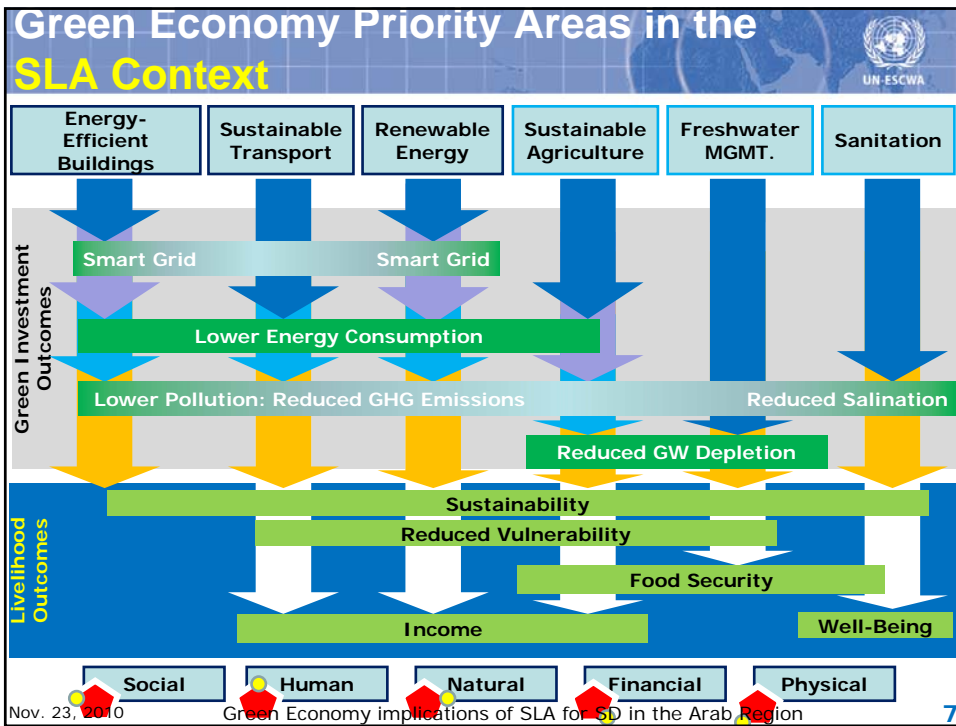 Green Economy Priority Areas in the
SLA Context
UN-ESCWA
Energy-
Efficient
Buildings
Sustainable
Transport
Renewable
Energy
Sustainable
Agriculture
Freshwater
MGMT.
Sanitation
Green Investment
Outcomes
Smart Grid
Smart Grid
Lower Energy Consumption
Lower Pollution: Reduced GHG Emissions
Reduced Salination
Reduced GW Depletion
Livelihood
Outcomes
Sustainability
Reduced Vulnerability
Food Security
Income
Well-Being
Social
Human
Natural
Financial
Physical
Nov. 23, 2010
Green Economy implications of SLA for SD in the Arab Region
7